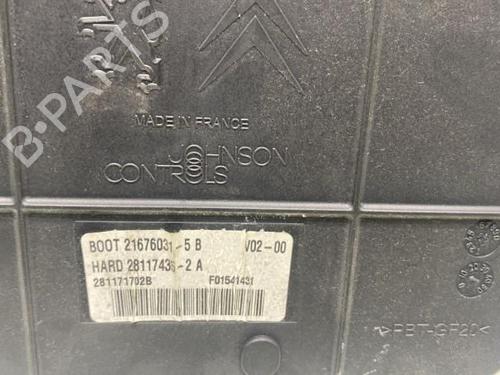 B-PARTS
MADE IN FRANCE
JOHNSON
CONTROLS
BOOT 21676031-5 B V02-00
HARD 28117435-2 A
281171702B F01541431
>PBT-GF20<